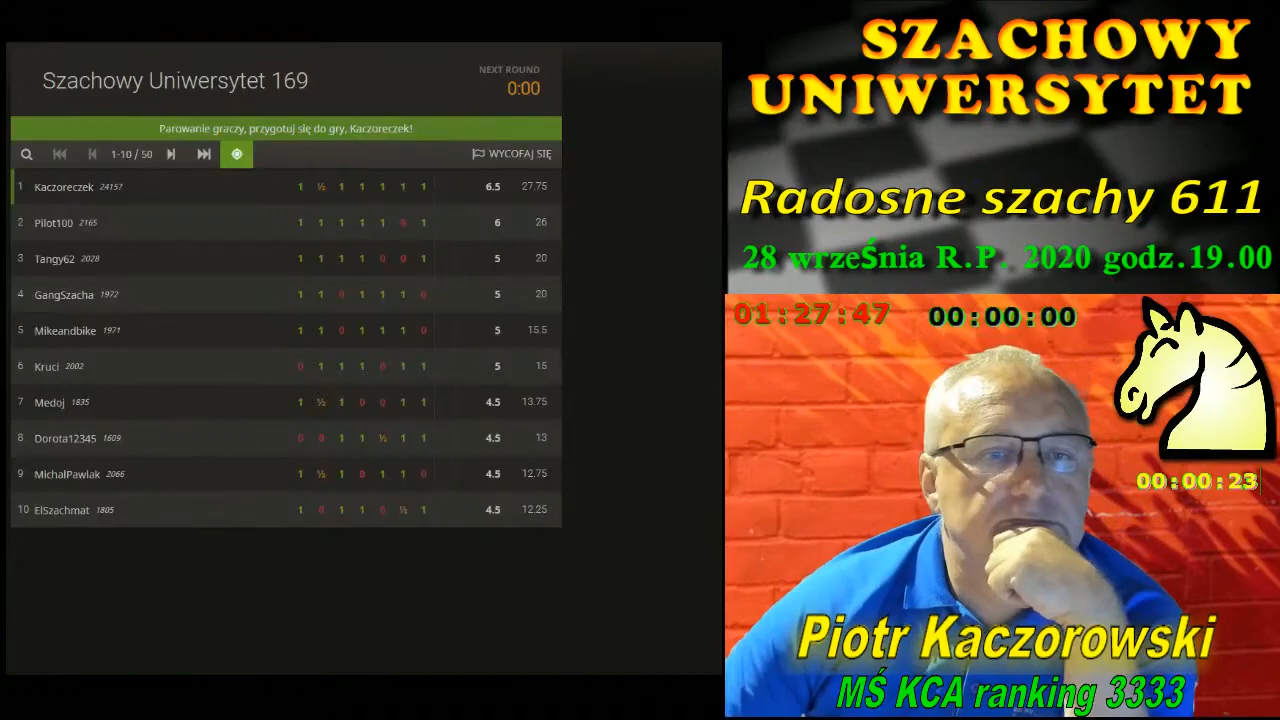 Szachowy Uniwersytet 169
NEXT ROUND
0:00
Parowanie graczy, przygotuj się do gry, Kaczoreczek!
1-10 / 50
WYCOFAJ SIĘ
1 Kaczoreczek 24157 1 ½ 1 1 1 1 1 6.5 27.75
2 Pilot100 2165 1 1 1 1 1 0 1 6 26
3 Tangy62 2028 1 1 1 1 0 0 1 5 20
4 GangSzacha 1972 1 1 0 1 1 1 0 5 20
5 Mikeandbike 1971 1 1 0 1 1 1 0 5 15.5
6 Kruci 2002 0 1 1 1 0 1 1 5 15
7 Medoj 1835 1 ½ 1 0 0 1 1 4.5 13.75
8 Dorota12345 1609 0 0 1 1 ½ 1 1 4.5 13
9 MichalPawlak 2066 1 ½ 1 0 1 1 0 4.5 12.75
10 ElSzachmat 1805 1 0 1 1 0 ½ 1 4.5 12.25
SZACHOWY
UNIWERSYTET
Radosne szachy 611
28 wrześnIa R.P. 2020 godz.19.00
01:27:47
00:00:00
00:00:23
Piotr Kaczorowski
MŚ KCA ranking 3333